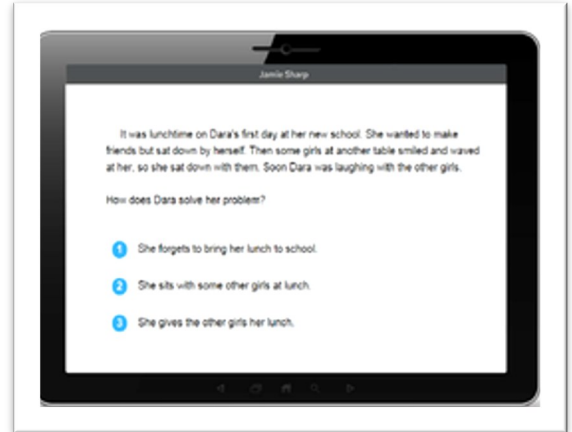 Jamie Sharp
It was lunchtime on Dara's first day at her new school. She wanted to make
friends but sat down by herself. Then some girls at another table smiled and waved
at her, so she sat down with them. Soon Dara was laughing with the other girls.
How does Dara solve her problem?
1 She forgets to bring her lunch to school.
2 She sits with some other girls at lunch.
3 She gives the other girls her lunch.